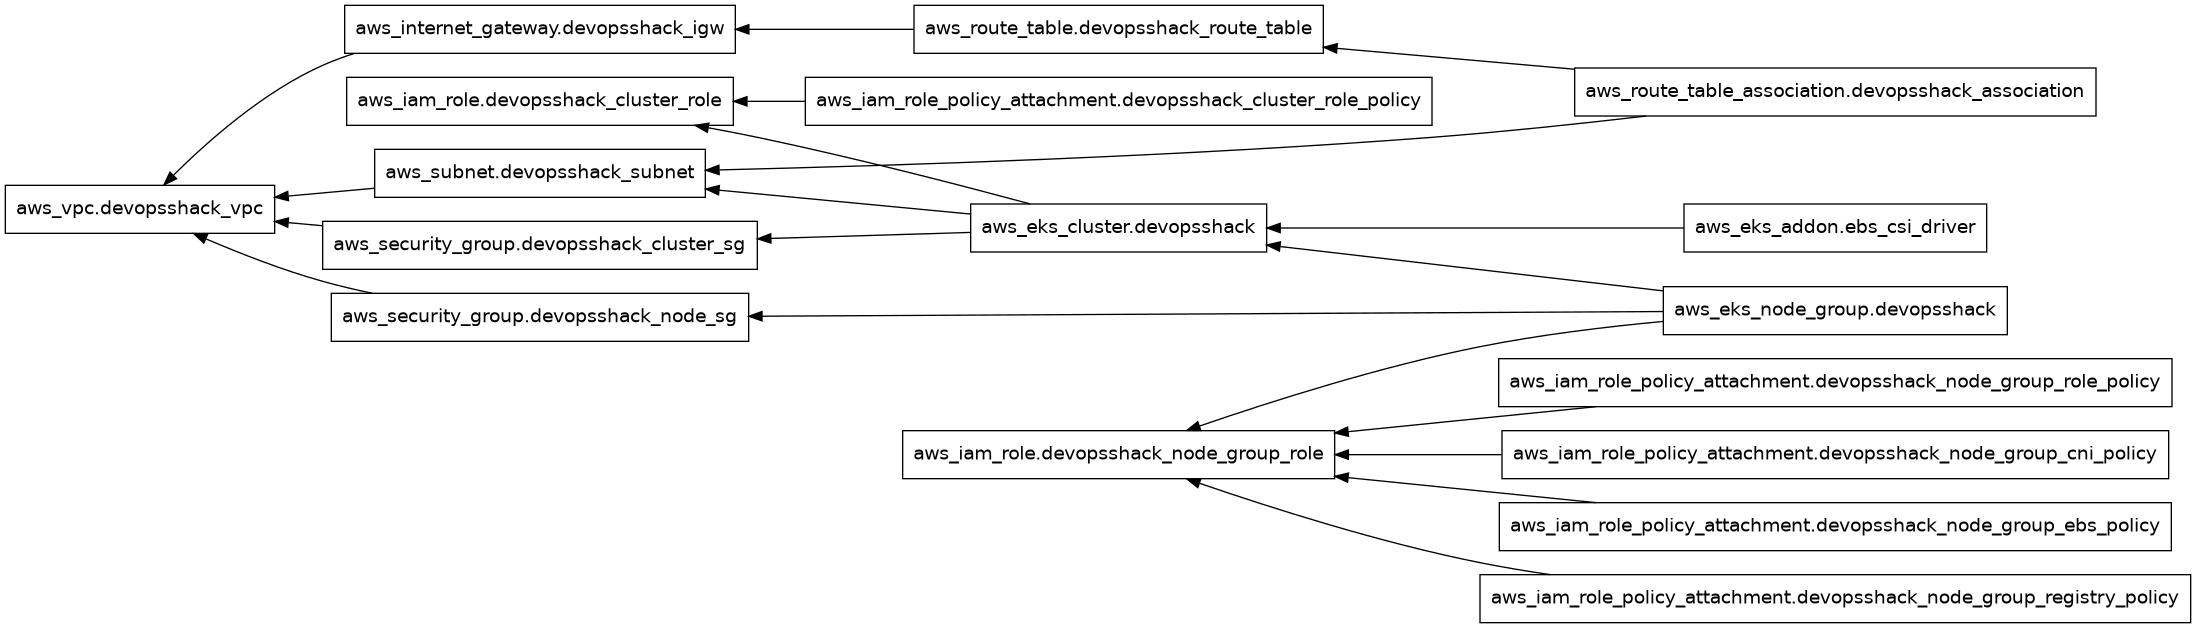 aws_internet_gateway.devopsshack_igw
aws_route_table.devopsshack_route_table
aws_iam_role.devopsshack_cluster_role
aws_iam_role_policy_attachment.devopsshack_cluster_role_policy
aws_route_table_association.devopsshack_association
aws_subnet.devopsshack_subnet
aws_vpc.devopsshack_vpc
aws_security_group.devopsshack_cluster_sg
aws_eks_cluster.devopsshack
aws_eks_addon.ebs_csi_driver
aws_security_group.devopsshack_node_sg
aws_eks_node_group.devopsshack
aws_iam_role_policy_attachment.devopsshack_node_group_role_policy
aws_iam_role.devopsshack_node_group_role
aws_iam_role_policy_attachment.devopsshack_node_group_cni_policy
aws_iam_role_policy_attachment.devopsshack_node_group_ebs_policy
aws_iam_role_policy_attachment.devopsshack_node_group_registry_policy